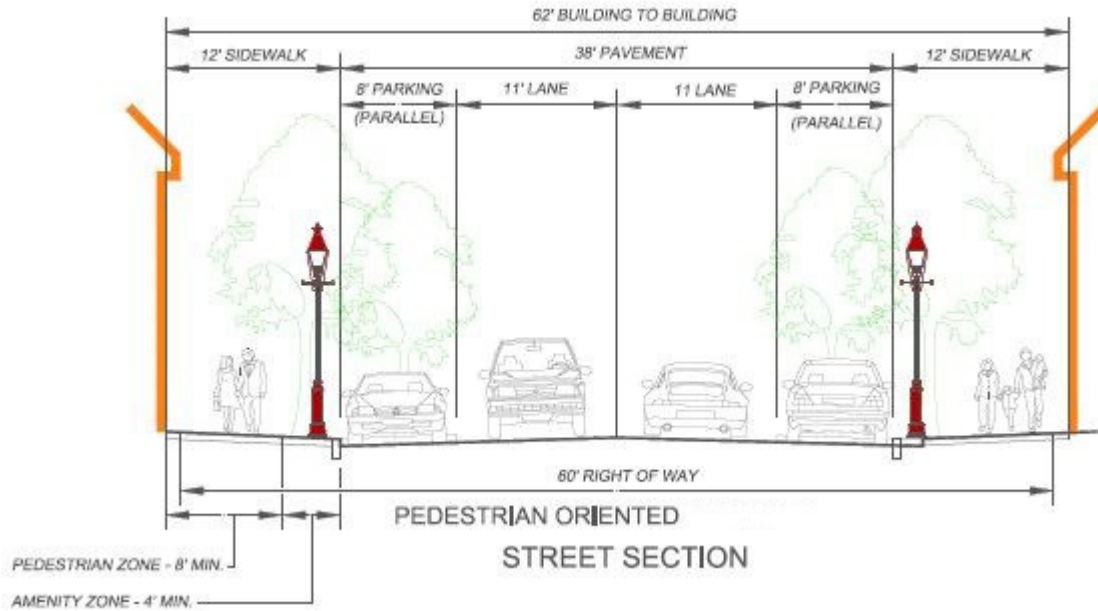 62' BUILDING TO BUILDING
12' SIDEWALK
38' PAVEMENT
12' SIDEWALK
8' PARKING
(PARALLEL)
11' LANE
11 LANE
8' PARKING
(PARALLEL)
60' RIGHT OF WAY
PEDESTRIAN ORIENTED
STREET SECTION
PEDESTRIAN ZONE - 8' MIN.
AMENITY ZONE - 4' MIN.